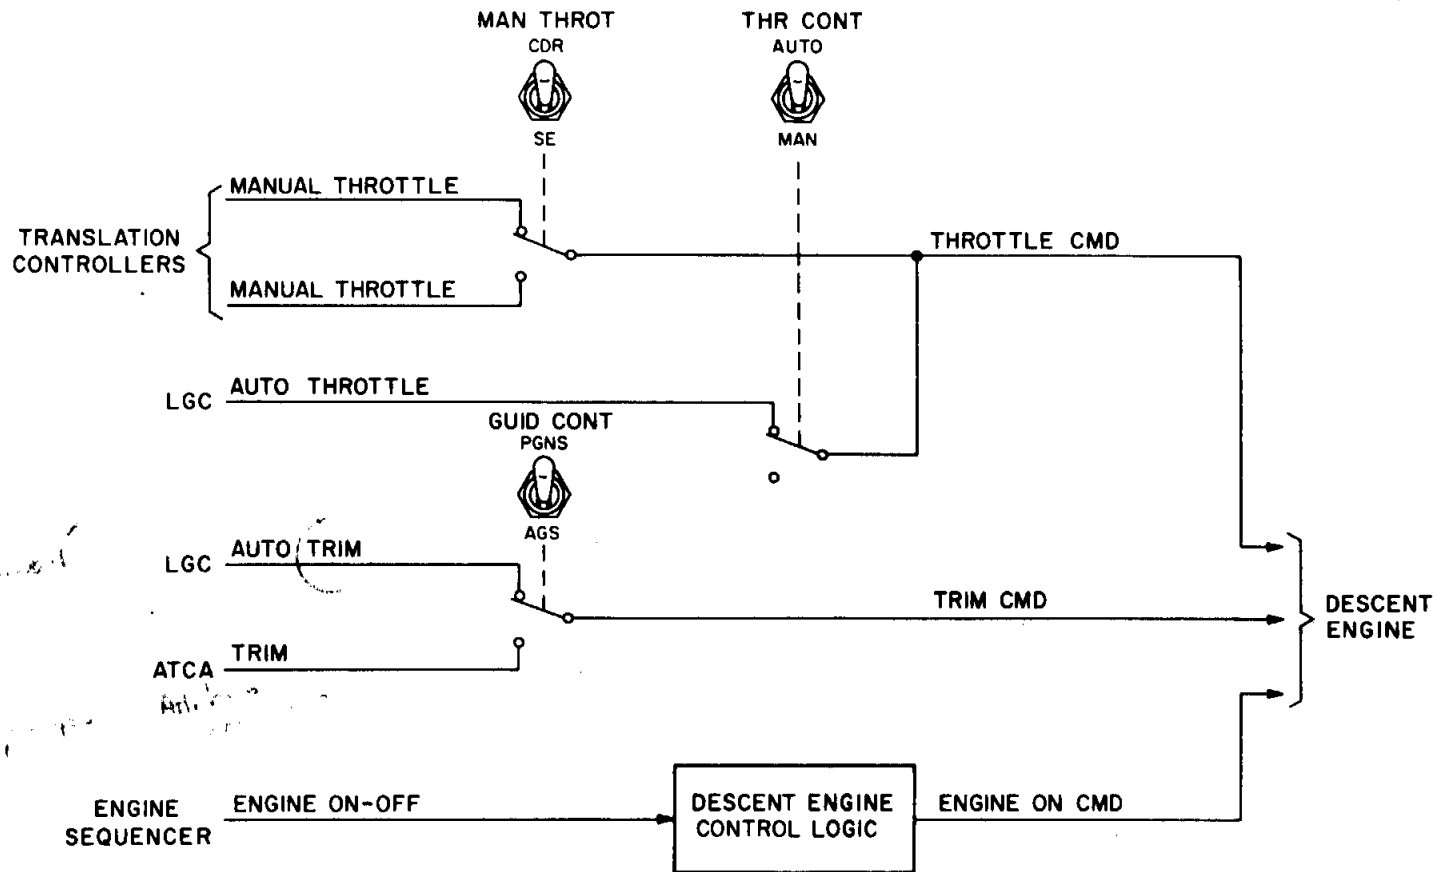 MAN THROT
CDR
SE
THR CONT
AUTO
MAN
TRANSLATION
CONTROLLERS
MANUAL THROTTLE
MANUAL THROTTLE
THROTTLE CMD
LGC
AUTO THROTTLE
GUID CONT
PGNS
AGS
LGC
AUTO TRIM
ATCA
TRIM
TRIM CMD
DESCENT
ENGINE
ENGINE
SEQUENCER
ENGINE ON-OFF
DESCENT ENGINE
CONTROL LOGIC
ENGINE ON CMD